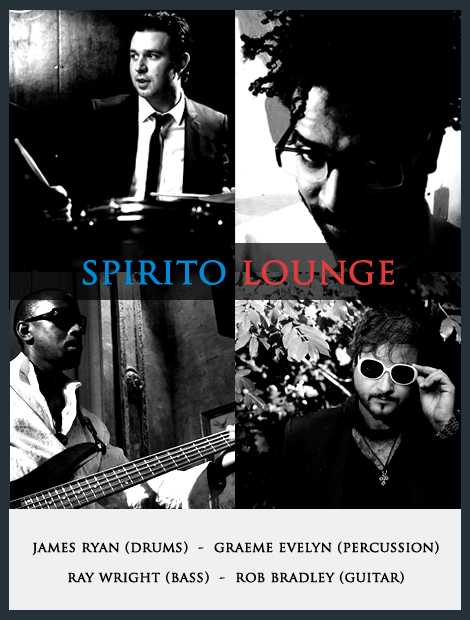 SPIRITO LOUNGE
JAMES RYAN (DRUMS) - GRAEME EVELYN (PERCUSSION)
RAY WRIGHT (BASS) - ROB BRADLEY (GUITAR)